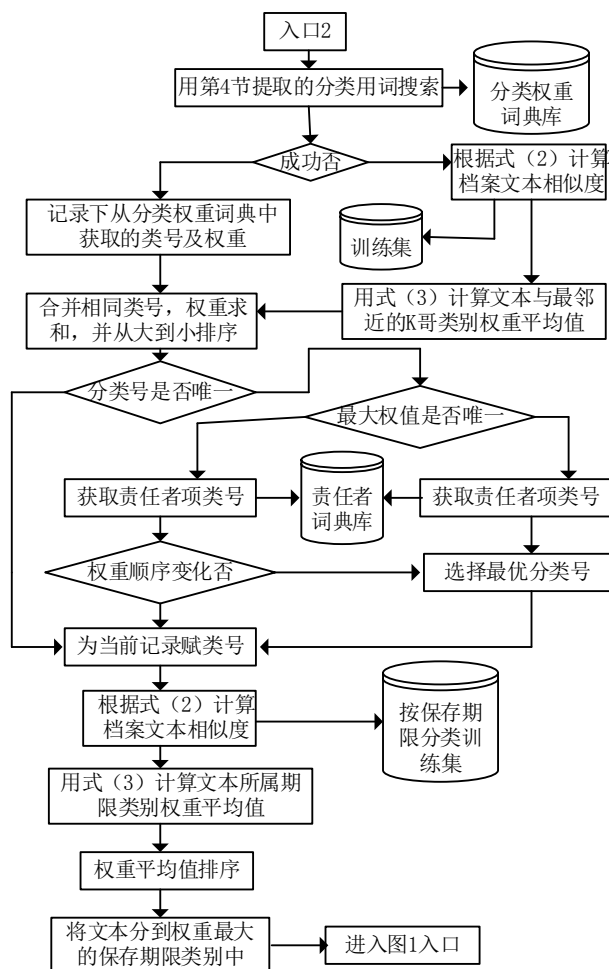 入口2
用第4节提取的分类用词搜索
分类权重
词典库
成功否
根据式（2）计算
档案文本相似度
记录下从分类权重词典中
获取的类号及权重
训练集
合并相同类号，权重求
和，并从大到小排序
用式（3）计算文本与最邻
近的K哥类别权重平均值
分类号是否唯一
最大权值是否唯一
获取责任者项类号
责任者
词典库
获取责任者项类号
权重顺序变化否
选择最优分类号
为当前记录赋类号
根据式（2）计算
档案文本相似度
按保存期
限分类训
练集
用式（3）计算文本所属期
限类别权重平均值
权重平均值排序
将文本分到权重最大
的保存期限类别中
进入图1入口